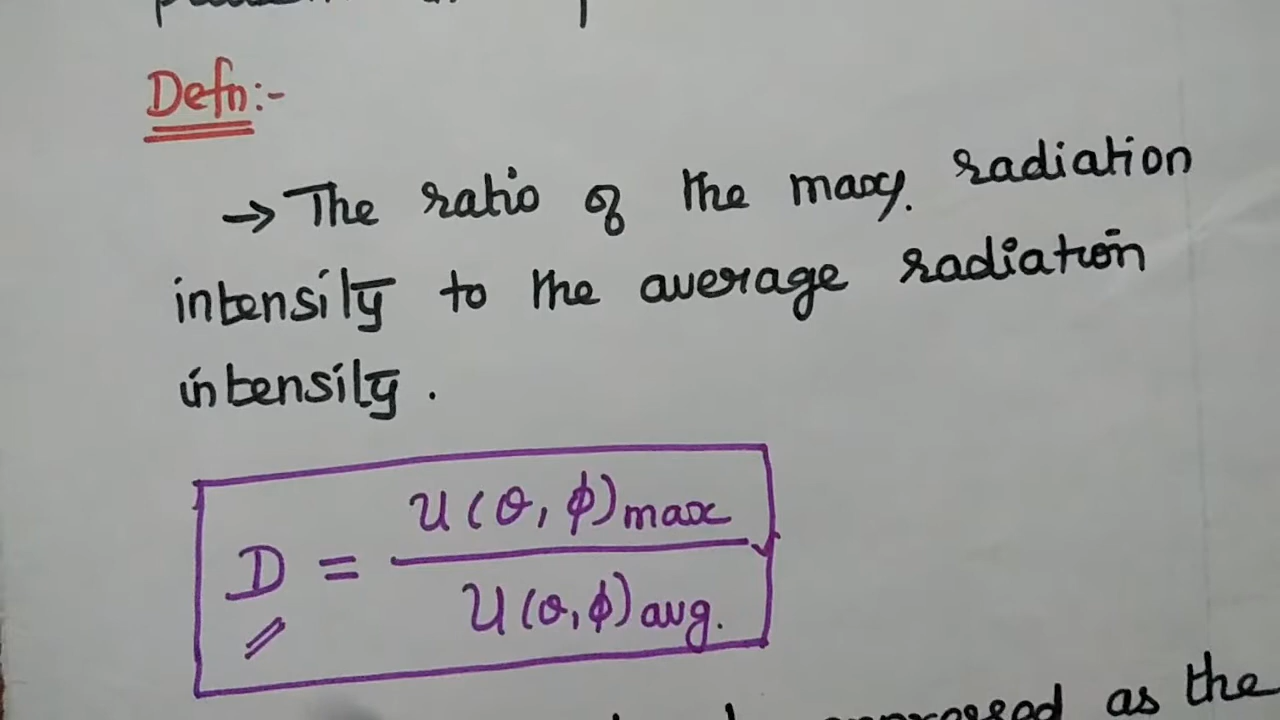 Defn:-
→ The ratio of the max. radiation
intensity to the average radiation
intensity.
D = U(θ, φ)max / U(θ, φ)avg.
as the